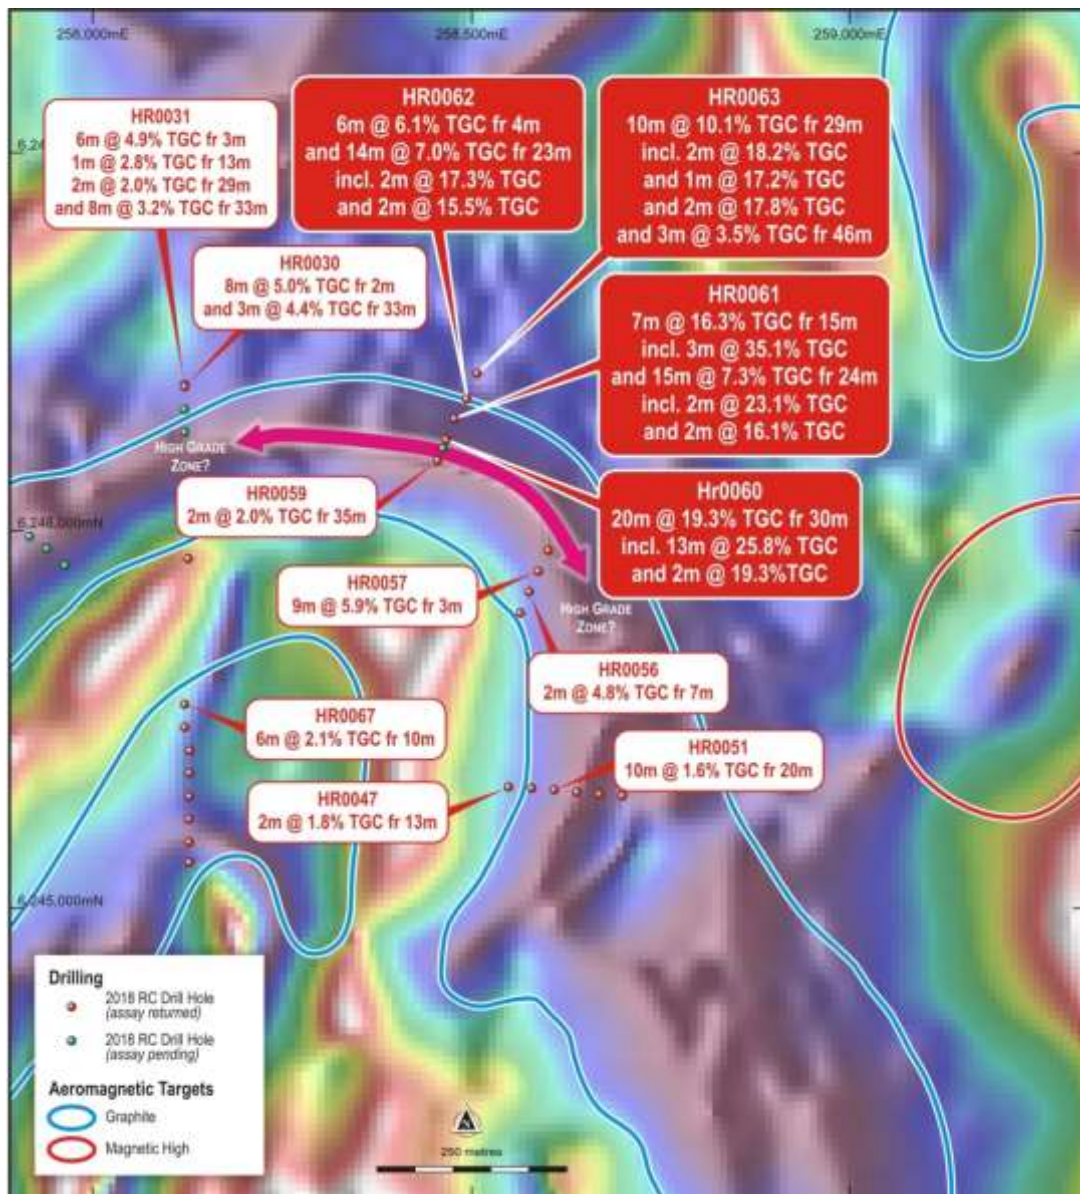 258,000mE
258,500mE
259,000mE
HR0031
6m @ 4.9% TGC fr 3m
1m @ 2.8% TGC fr 13m
2m @ 2.0% TGC fr 29m
and 8m @ 3.2% TGC fr 33m
HR0062
6m @ 6.1% TGC fr 4m
and 14m @ 7.0% TGC fr 23m
incl. 2m @ 17.3% TGC
and 2m @ 15.5% TGC
HR0063
10m @ 10.1% TGC fr 29m
incl. 2m @ 18.2% TGC
and 1m @ 17.2% TGC
and 2m @ 17.8% TGC
and 3m @ 3.5% TGC fr 46m
HR0030
8m @ 5.0% TGC fr 2m
and 3m @ 4.4% TGC fr 33m
HR0061
7m @ 16.3% TGC fr 15m
incl. 3m @ 35.1% TGC
and 15m @ 7.3% TGC fr 24m
incl. 2m @ 23.1% TGC
and 2m @ 16.1% TGC
HIGH GRADE
ZONE?
HR0059
2m @ 2.0% TGC fr 35m
Hr0060
20m @ 19.3% TGC fr 30m
incl. 13m @ 25.8% TGC
and 2m @ 19.3%TGC
HR0057
9m @ 5.9% TGC fr 3m
HIGH GRADE
ZONE?
HR0056
2m @ 4.8% TGC fr 7m
HR0067
6m @ 2.1% TGC fr 10m
HR0051
10m @ 1.6% TGC fr 20m
HR0047
2m @ 1.8% TGC fr 13m
6,245,000mN
Drilling
2018 RC Drill Hole
(assay returned)
2018 RC Drill Hole
(assay pending)
Aeromagnetic Targets
Graphite
Magnetic High
N
250 metres